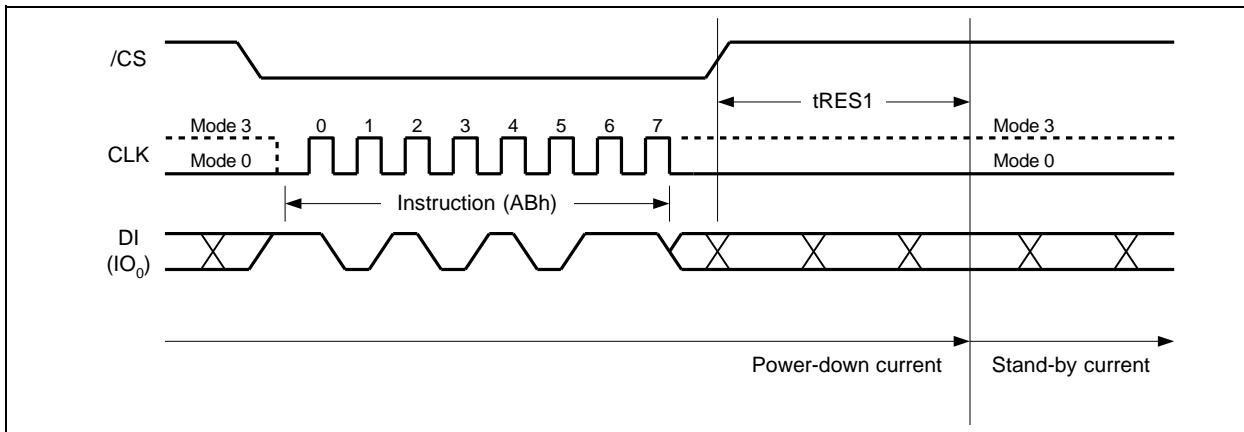 /CS
tRES1
Mode 3 0 1 2 3 4 5 6 7 Mode 3
CLK
Mode 0 Mode 0
Instruction (ABh)
DI
(IO0)
Power-down current Stand-by current